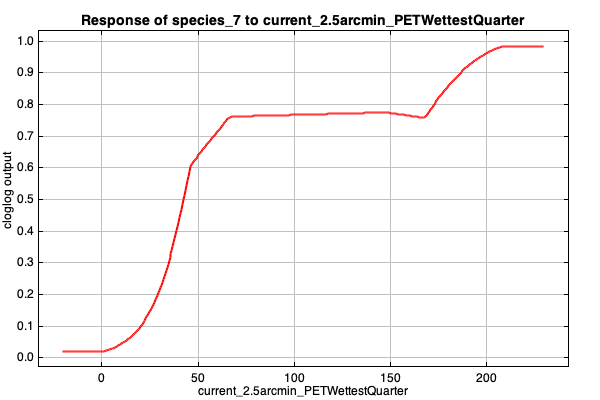 Response of species_7 to current_2.5arcmin_PETWettestQuarter
1.0
0.9
0.8
0.7
0.6
0.5
0.4
0.3
0.2
0.1
0.0
cloglog output
0 50 100 150 200
current_2.5arcmin_PETWettestQuarter